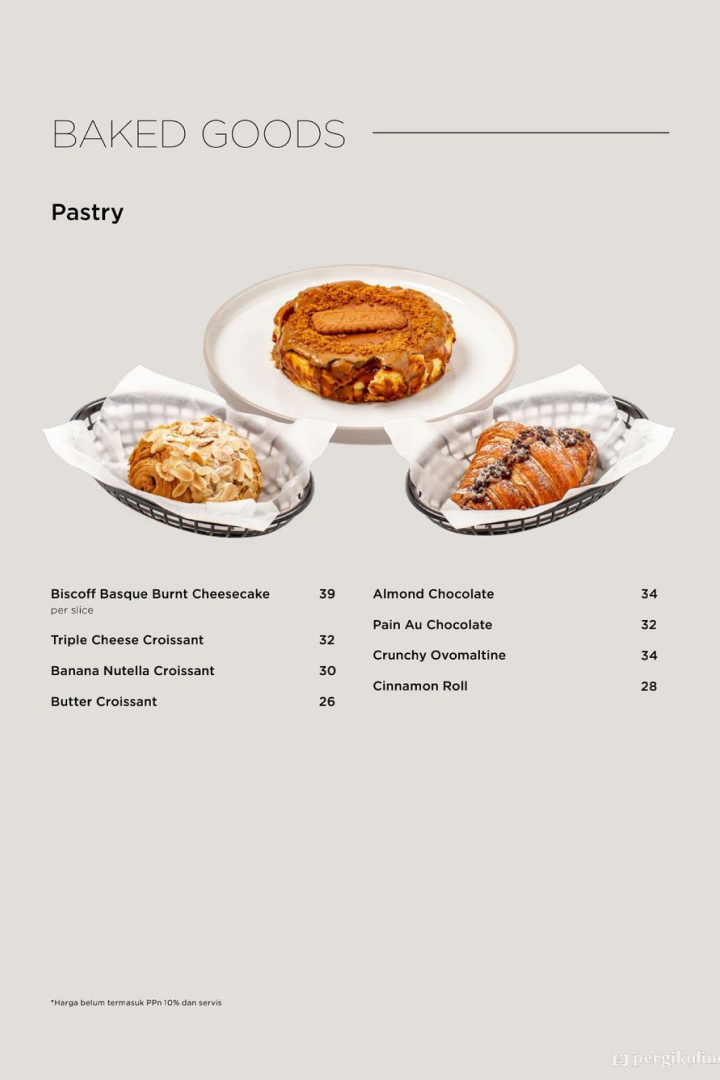 BAKED GOODS
Pastry
Biscoff Basque Burnt Cheesecake 39
per slice
Triple Cheese Croissant 32
Banana Nutella Croissant 30
Butter Croissant 26
Almond Chocolate 34
Pain Au Chocolate 32
Crunchy Ovomaltine 34
Cinnamon Roll 28
*Harga belum termasuk PPn 10% dan servis